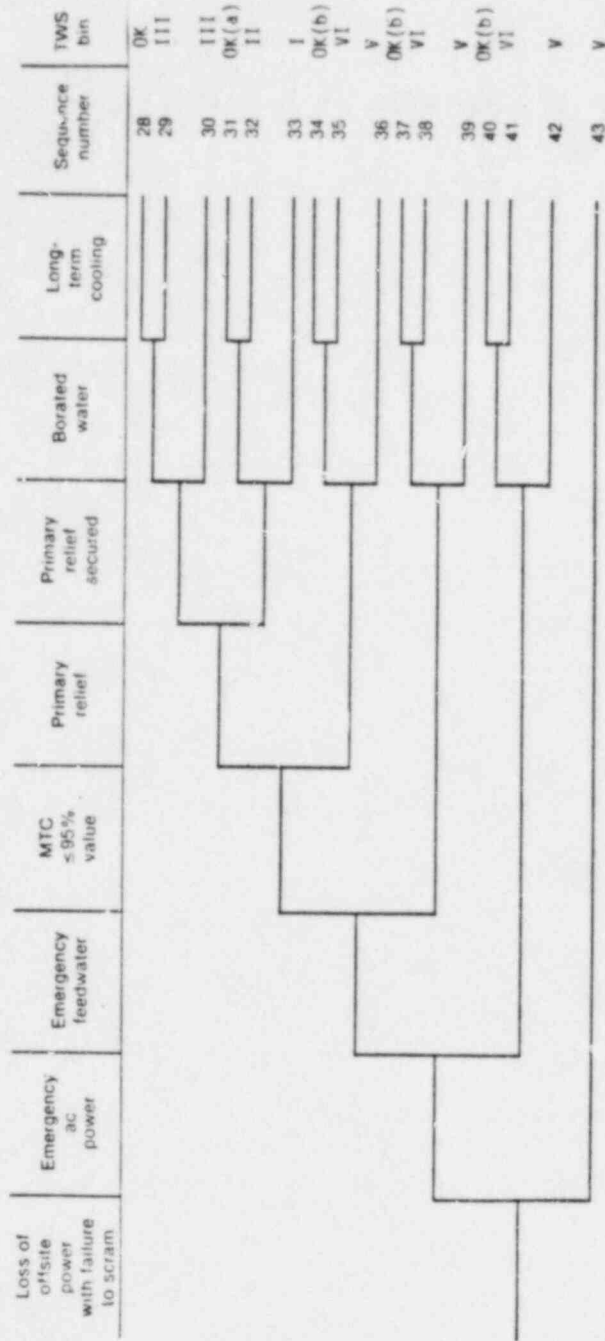 Loss of
offsite
power
with failure
to scram
Emergency
ac
power
Emergency
feedwater
MTC
≤95%
value
Primary
relief
Primary
relief
secured
Borated
water
Long-
term
cooling
Sequence
number
TWS
bin
28 OK
29 III
30 III
31 OK(a)
32 II
33 I
34 OK(b)
35 VI
36 V
37 OK(b)
38 VI
39 V
40 OK(b)
41 VI
42 V
43 V